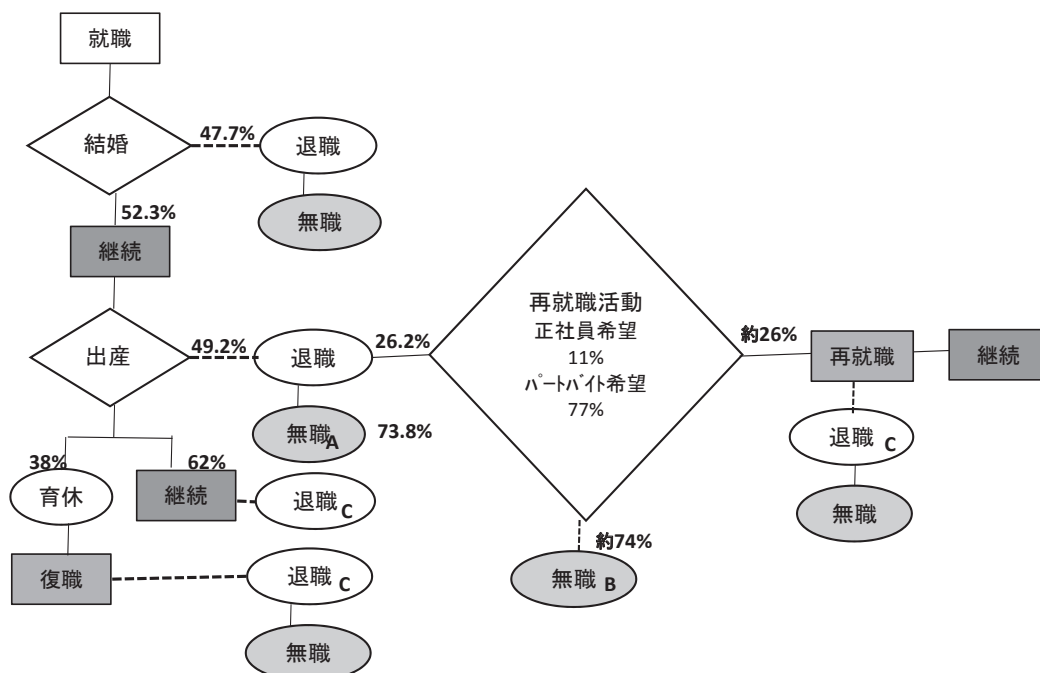 就職
結婚
47.7%
退職
無職
52.3%
継続
出産
49.2%
退職
26.2%
無職A
73.8%
再就職活動
正社員希望
11%
パートバイト希望
77%
約26%
再就職
継続
退職 C
無職
約74%
無職 B
38%
育休
62%
継続
退職 C
復職
退職 C
無職